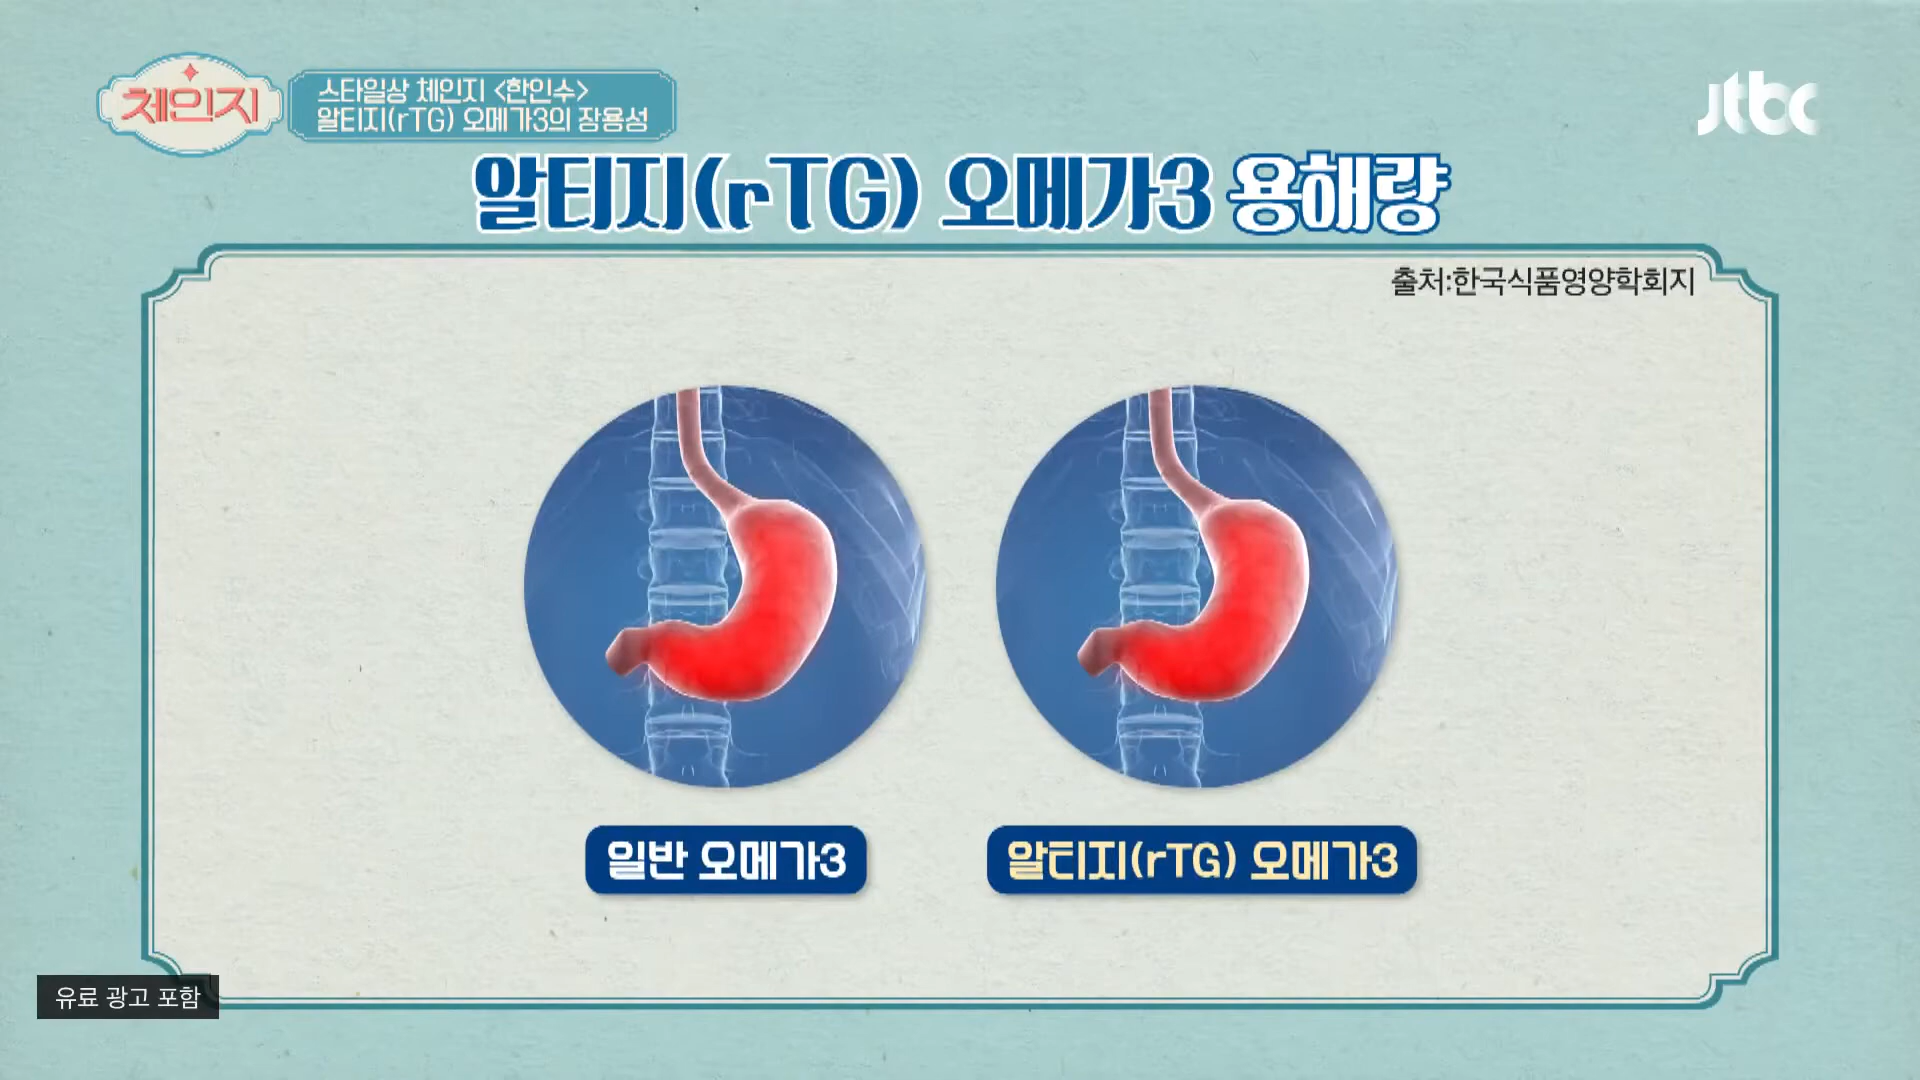 체인지
스타일상 체인지 <한인수>
알티지(rTG) 오메가3의 장용성
jtbc
알티지(rTG) 오메가3 용해량
출처:한국식품영양학회지
일반 오메가3
알티지(rTG) 오메가3
유료 광고 포함